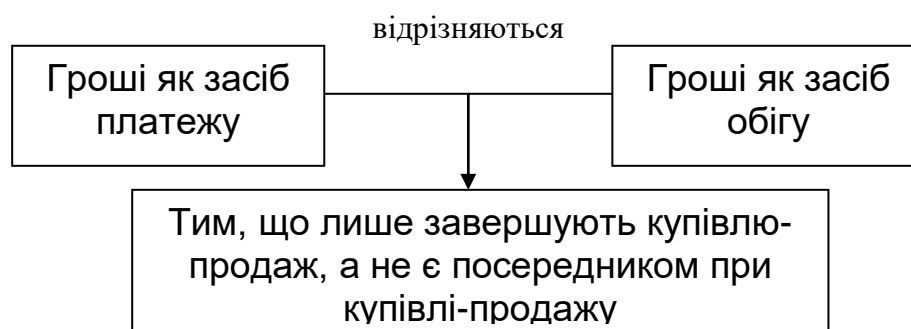 відрізняються
Гроші як засіб
платежу
Гроші як засіб
обігу
Тим, що лише завершують купівлю-
продаж, а не є посередником при
купівлі-продажу